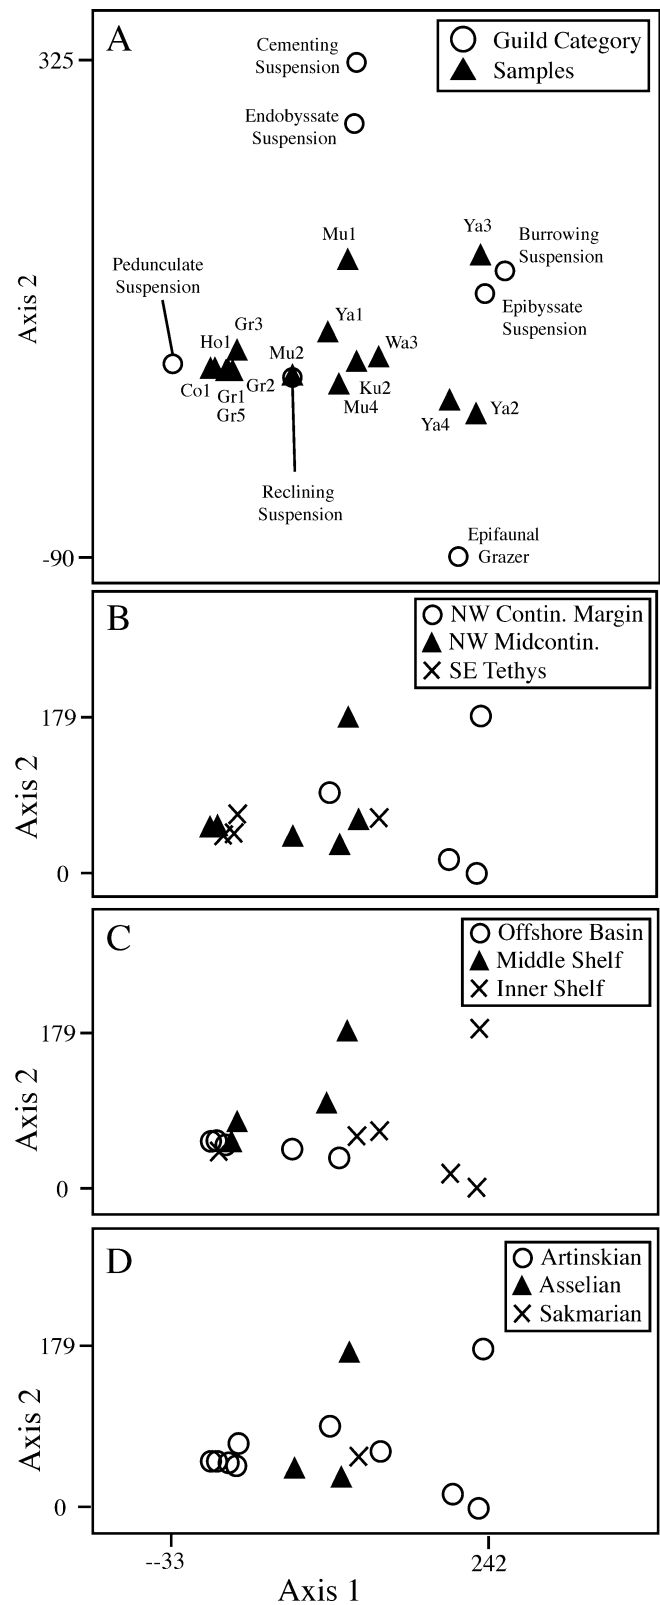 A
Guild Category
Samples
325
Cementing
Suspension
Endobyssate
Suspension
Mu1
Ya3
Burrowing
Suspension
Pedunculate
Suspension
Epibyssate
Suspension
Axis 2
Ya1
Gr3
Ho1
Mu2
Wa3
Co1
Gr1
Gr5
Gr2
Ku2
Mu4
Ya4
Ya2
Reclining
Suspension
Epifaunal
Grazer
-90
B
NW Contin. Margin
NW Midcontin.
SE Tethys
179
Axis 2
0
C
Offshore Basin
Middle Shelf
Inner Shelf
179
Axis 2
0
D
Artinskian
Asselian
Sakmarian
179
Axis 2
0
--33
242
Axis 1